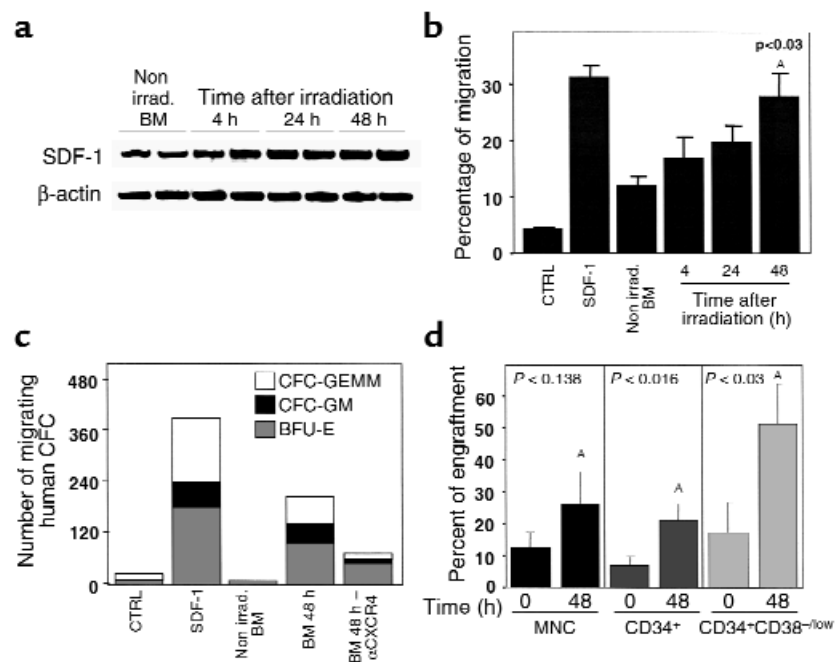 a
Non
irrad.
BM
Time after irradiation
4 h 24 h 48 h
SDF-1
β-actin
b
p<0.03
A
Percentage of migration
30
20
10
0
CTRL
SDF-1
Non irrad.
BM
4 24 48
Time after
irradiation (h)
c
Number of migrating
human CFC
480
360
240
120
0
CFC-GEMM
CFC-GM
BFU-E
CTRL
SDF-1
Non irrad.
BM
BM 48 h
BM 48 h –
αCXCR4
d
Percent of engraftment
60
50
40
30
20
10
0
P < 0.138 P < 0.016 P < 0.03
A
A
A
Time (h) 0 48 0 48 0 48
MNC CD34+ CD34+CD38–/low